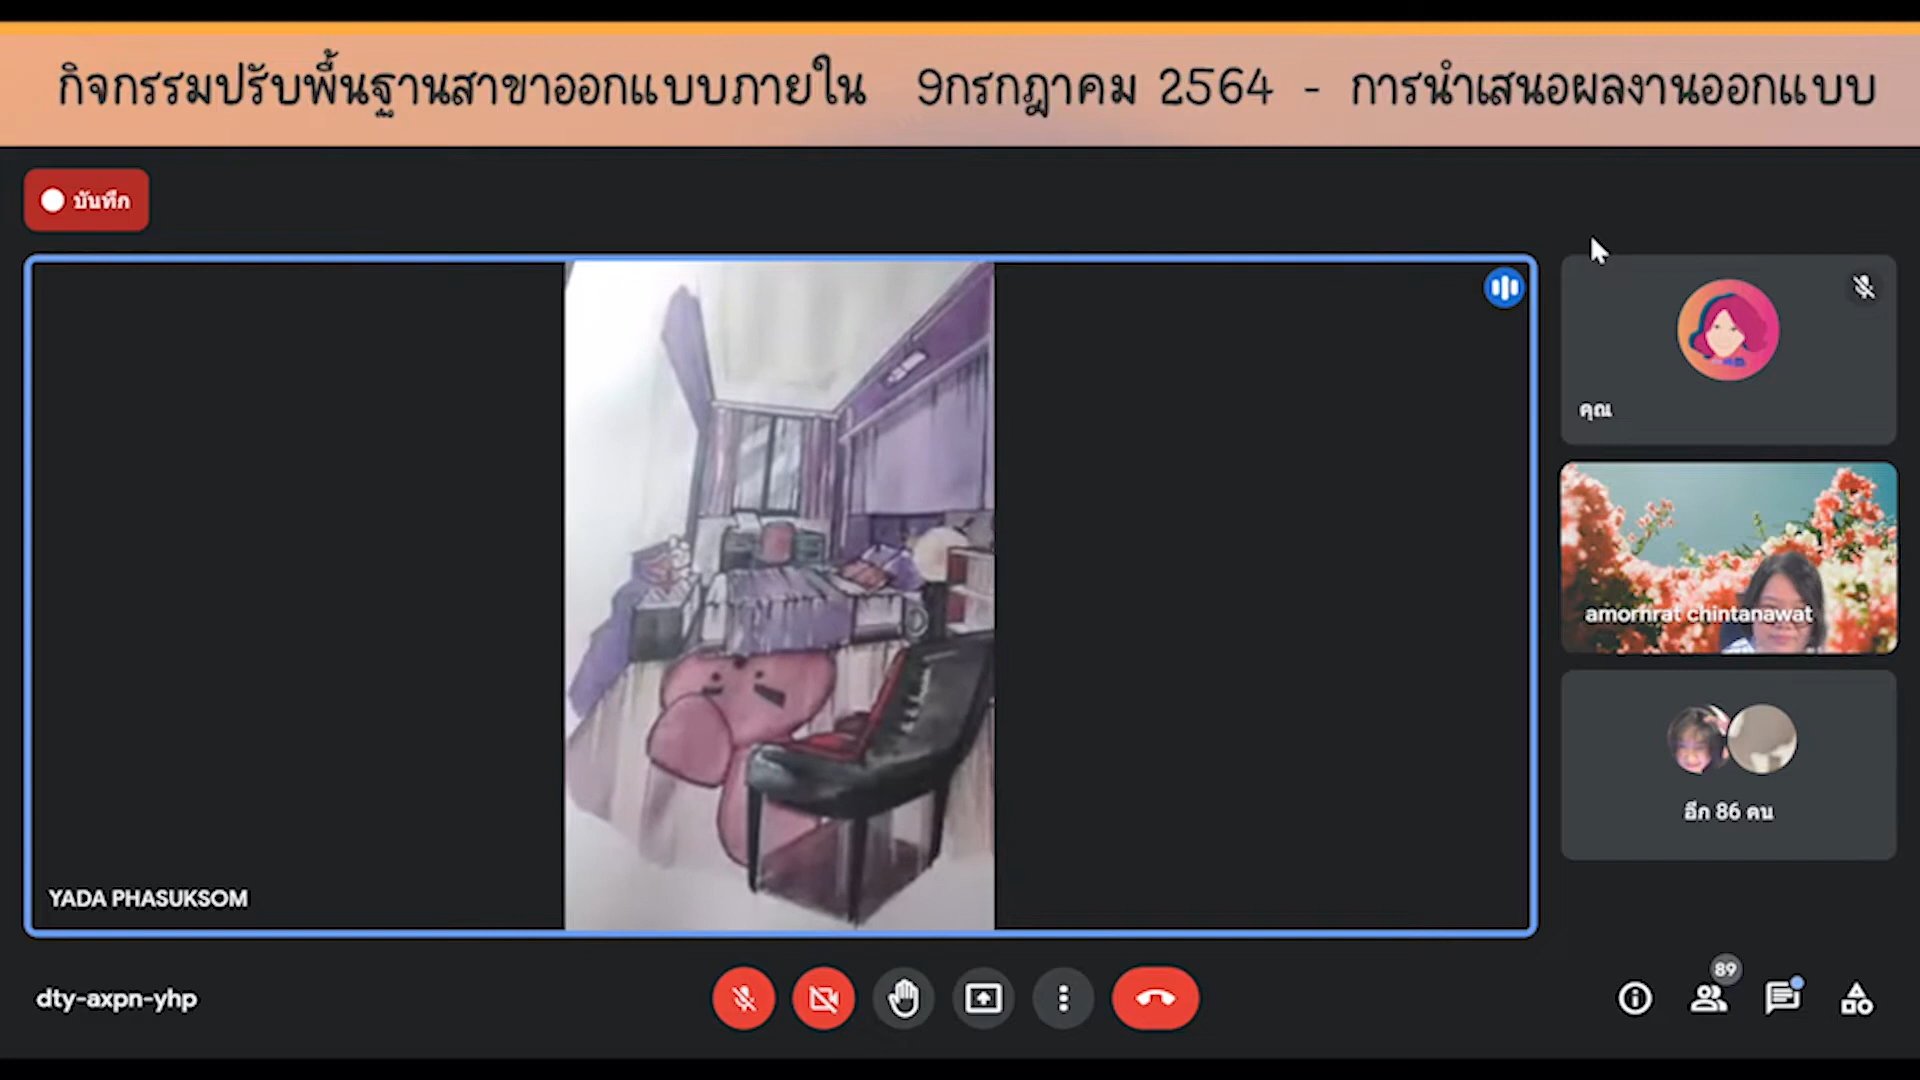 กิจกรรมปรับพื้นฐานสาขาออกแบบภายใน 9กรกฎาคม 2564 - การนำเสนอผลงานออกแบบ
บันทึก
คุณ
amornrat chintanawat
อีก 86 คน
YADA PHASUKSOM
89
dty-axpn-yhp